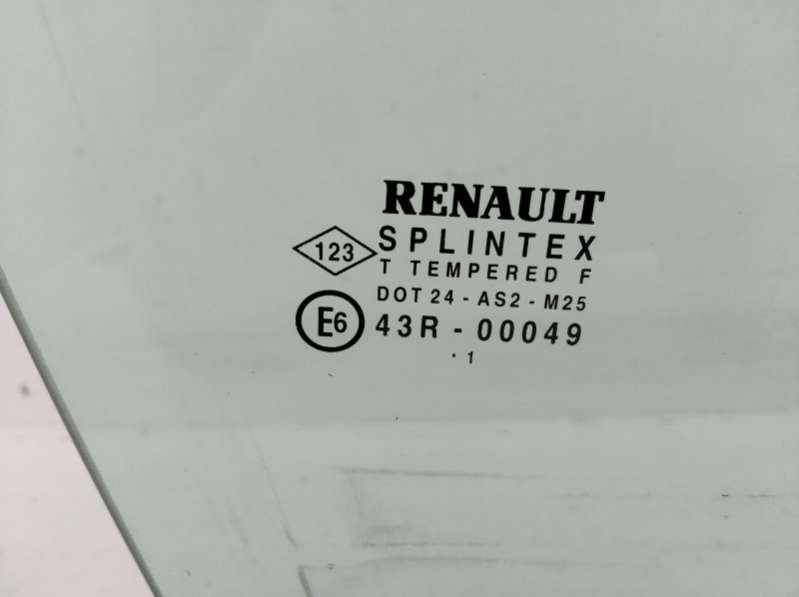 RENAULT
SPLINTEX
123
T TEMPERED F
DOT 24 - AS2 - M25
E6 43R - 00049
. 1